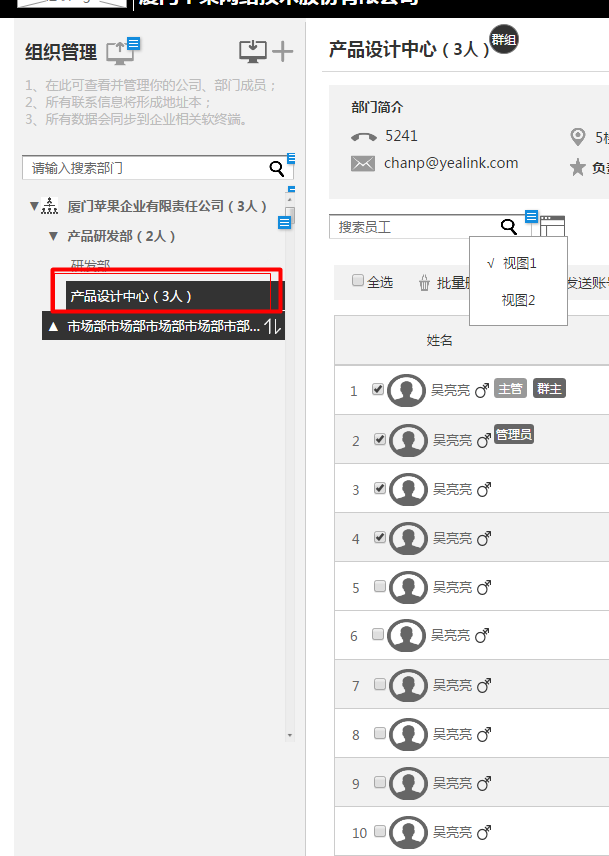 组织管理
1、在此可查看并管理你的公司、部门成员；
2、所有联系信息将形成地址本；
3、所有数据会同步到企业相关软终端。
请输入搜索部门
厦门苹果企业有限责任公司（3人）
产品研发部（2人）
研发部
产品设计中心（3人）
市场部市场部市场部市场部市部...
产品设计中心（3人）
群组
部门简介
5241
chanp@yealink.com
搜索员工
√ 视图1
视图2
全选
批量
发送账
姓名
1 吴亮亮 主管 群主
2 吴亮亮 管理员
3 吴亮亮
4 吴亮亮
5 吴亮亮
6 吴亮亮
7 吴亮亮
8 吴亮亮
9 吴亮亮
10 吴亮亮